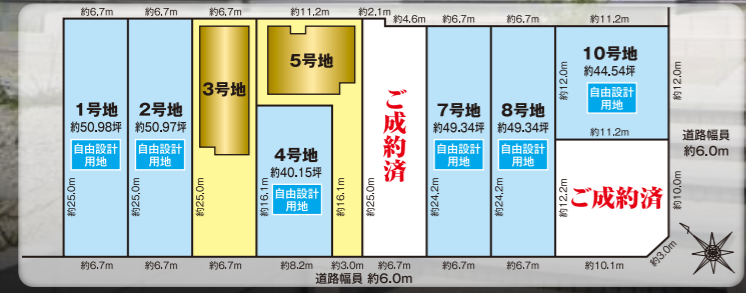 約6.7m
約6.7m
約6.7m
約11.2m
約2.1m
約4.6m
約6.7m
約6.7m
約11.2m
1号地
約50.98坪
自由設計
用地
約25.0m
2号地
約50.97坪
自由設計
用地
約25.0m
3号地
約25.0m
5号地
4号地
約40.15坪
自由設計
用地
約16.1m
約16.1m
ご成約済
約25.0m
7号地
約49.34坪
自由設計
用地
約24.2m
8号地
約49.34坪
自由設計
用地
約24.2m
10号地
約44.54坪
自由設計
用地
約12.0m
約12.0m
約11.2m
道路幅員
約6.0m
ご成約済
約12.2m
約10.0m
約3.0m
約6.7m
約6.7m
約6.7m
約8.2m
約3.0m
約6.7m
約6.7m
約6.7m
約10.1m
道路幅員 約6.0m